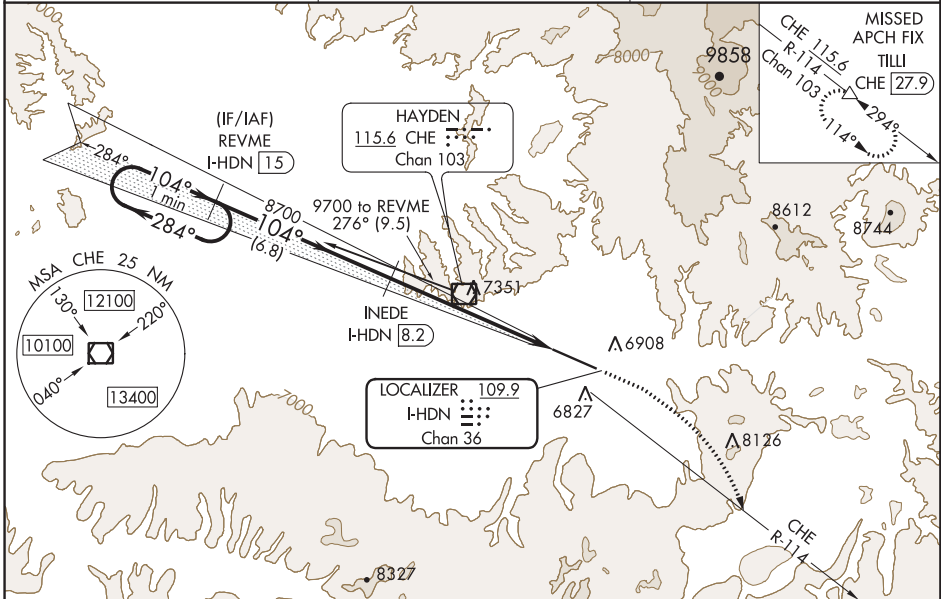 8000
9858
MISSED
APCH FIX
TILLI
CHE 27.9
CHE 115.6
R-114
Chan 103
294°
114°
(IF/IAF)
REVME
I-HDN 15
HAYDEN
115.6 CHE
Chan 103
284°
104°
1 min
284°
8700
104°
(6.8)
9700 to REVME
276° (9.5)
7351
8612
8744
INEDE
I-HDN 8.2
MSA CHE 25 NM
130°
12100
220°
10100
040°
13400
6908
LOCALIZER 109.9
I-HDN
Chan 36
6827
8126
7000
CHE
R-114
8327